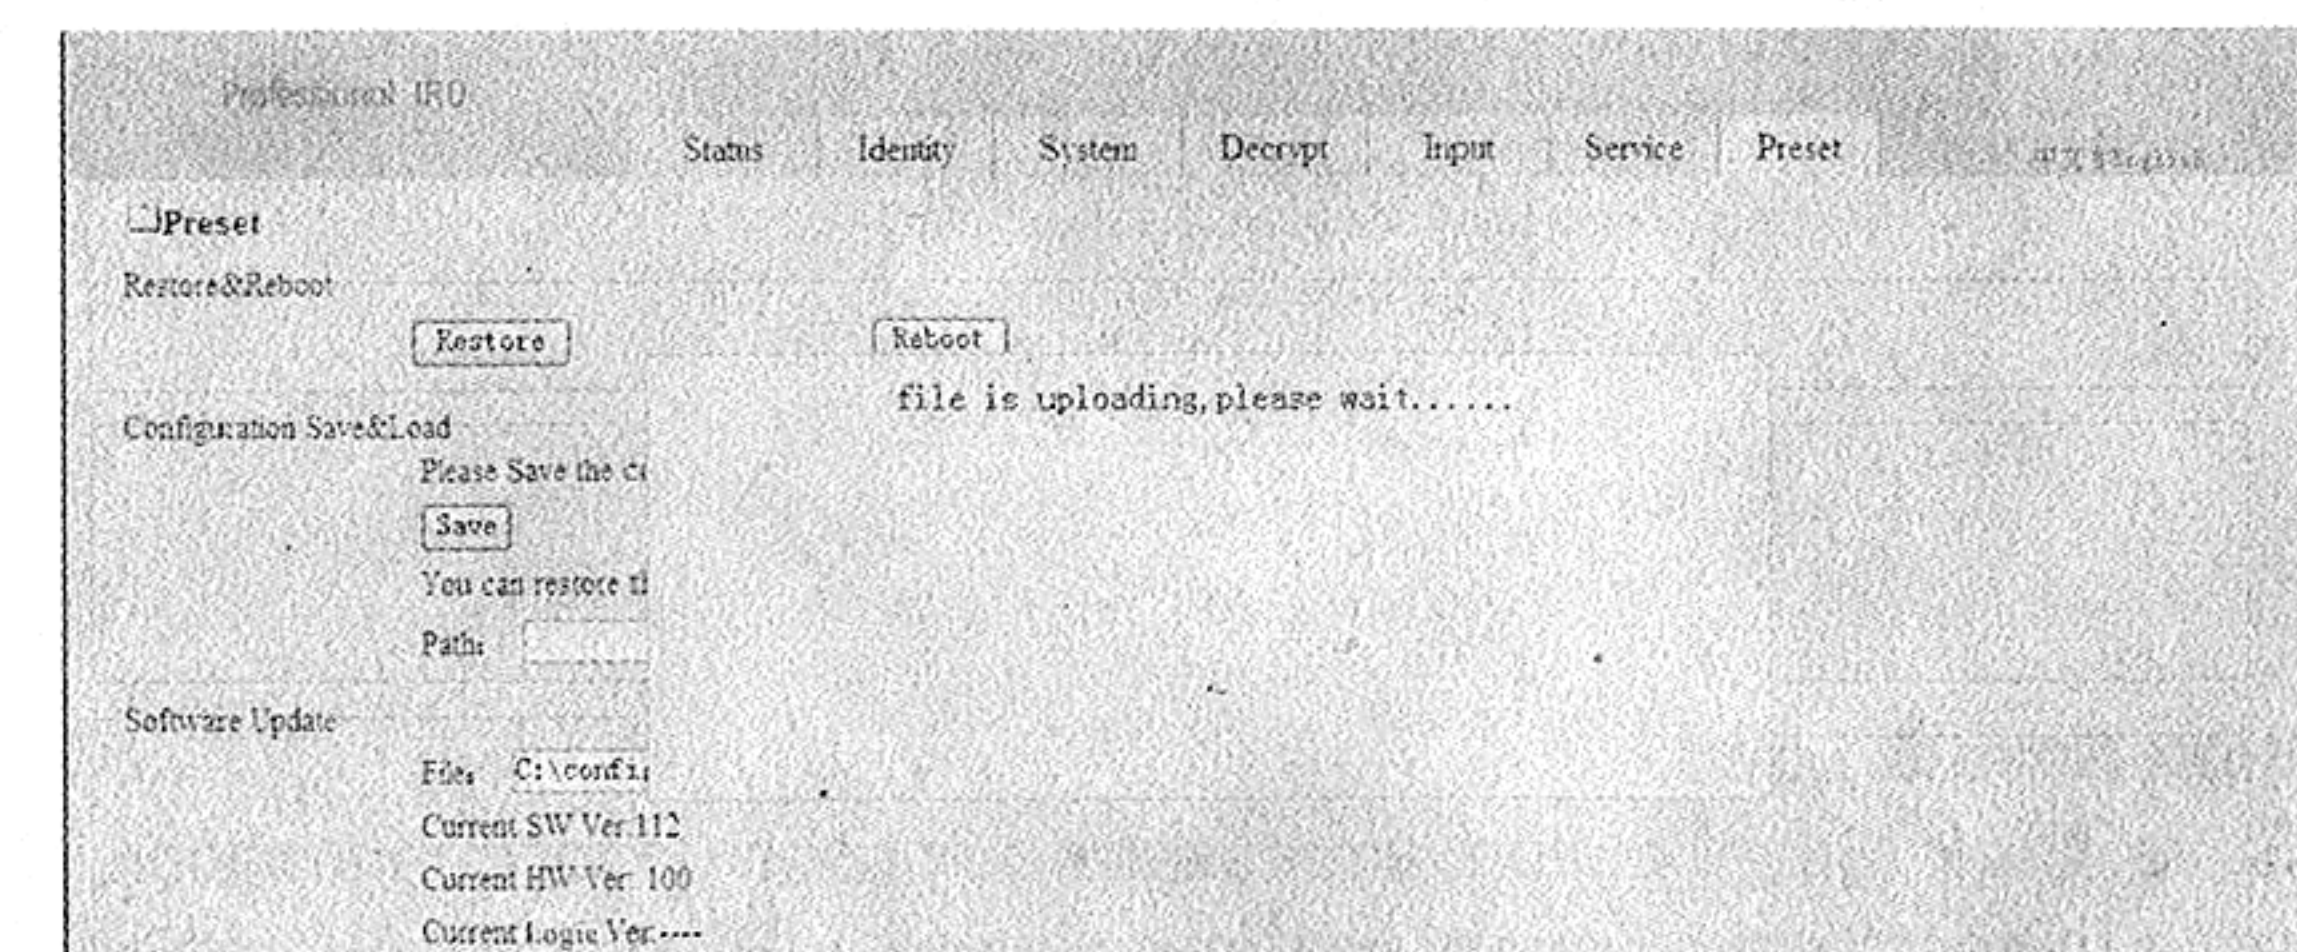 Professional IRD
Status Identity System Decrypt Input Service Preset
Preset
Restore&Reboot
Restore Reboot
file is uploading,please wait......
Configuration Save&Load
Please Save the c
Save
You can restore t
Path:
Software Update
File: C:\confi
Current SW Ver:112
Current HW Ver: 100
Current Logic Ver:----